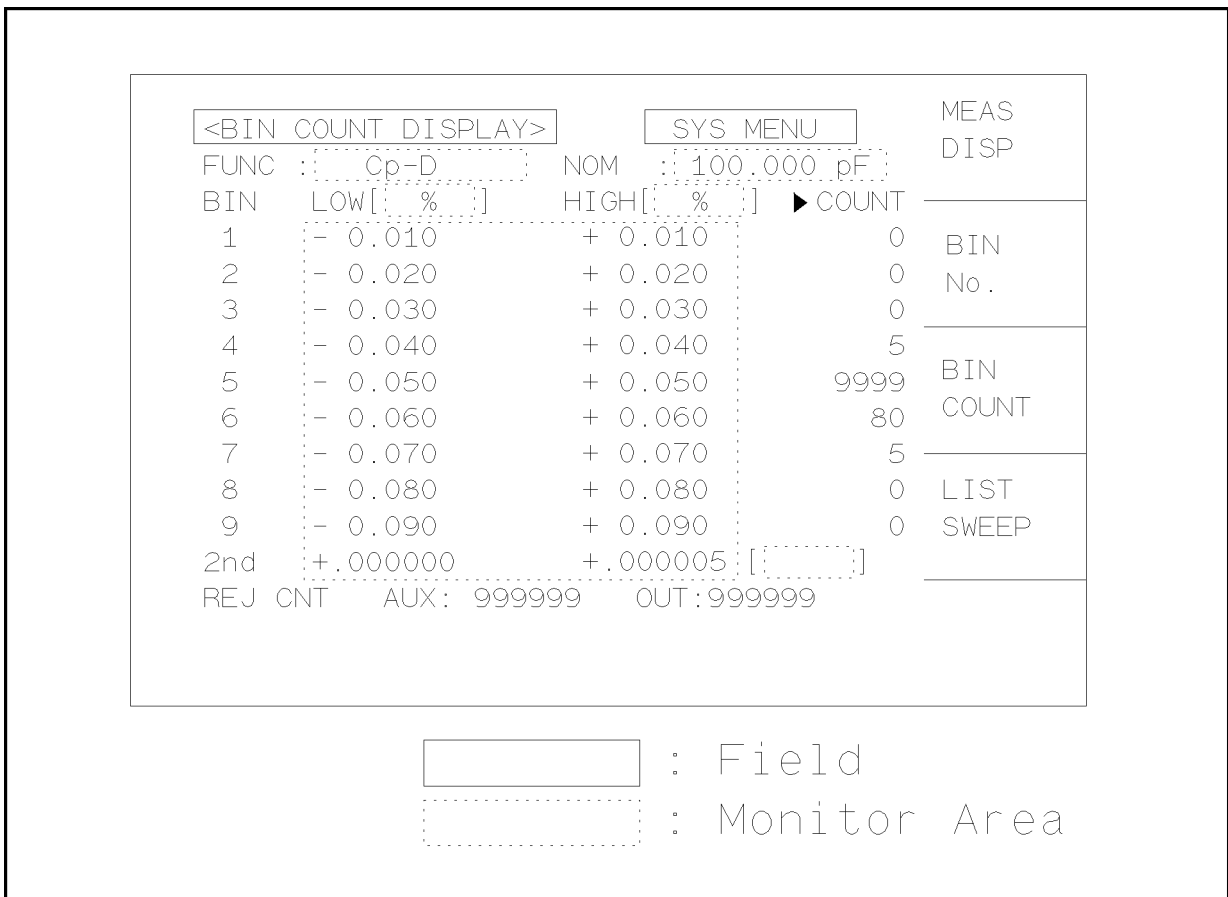 <BIN COUNT DISPLAY> SYS MENU
FUNC : Cp-D NOM : 100.000 pF
BIN LOW[ % ] HIGH[ % ] ▶COUNT
1 - 0.010 + 0.010 0
2 - 0.020 + 0.020 0
3 - 0.030 + 0.030 0
4 - 0.040 + 0.040 5
5 - 0.050 + 0.050 9999
6 - 0.060 + 0.060 80
7 - 0.070 + 0.070 5
8 - 0.080 + 0.080 0
9 - 0.090 + 0.090 0
2nd +.000000 +.000005 [ ]
REJ CNT AUX: 999999 OUT:999999
MEAS
DISP
BIN
No.
BIN
COUNT
LIST
SWEEP
: Field
: Monitor Area